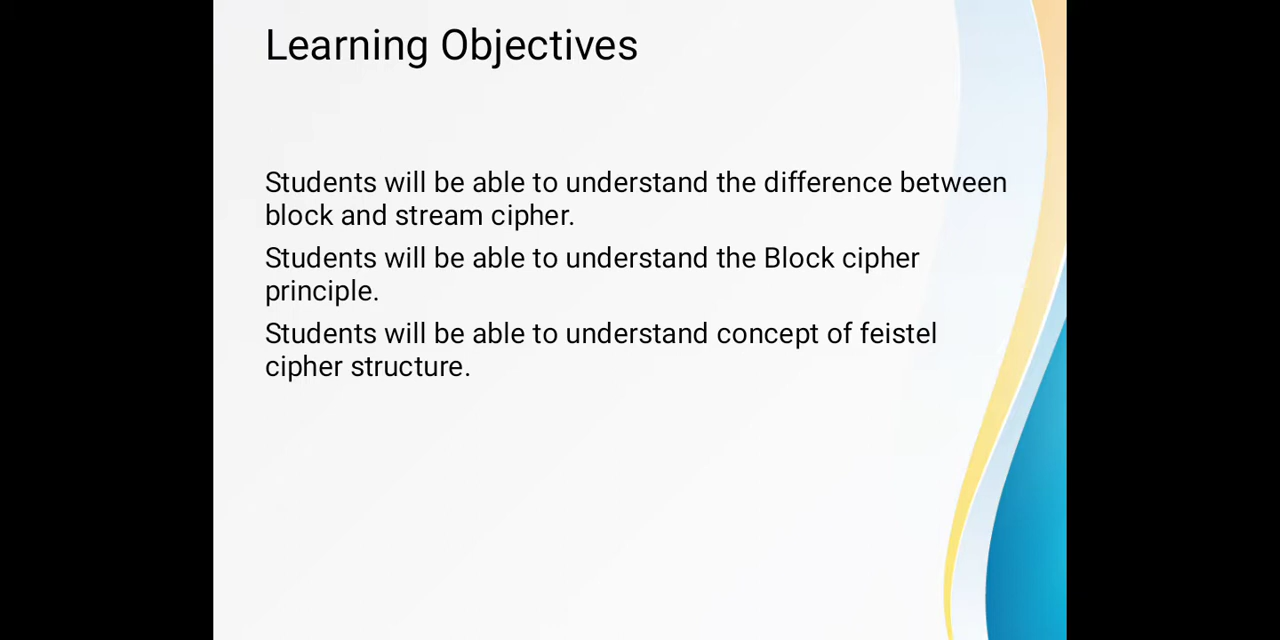 Learning Objectives
Students will be able to understand the difference between
block and stream cipher.
Students will be able to understand the Block cipher
principle.
Students will be able to understand concept of feistel
cipher structure.